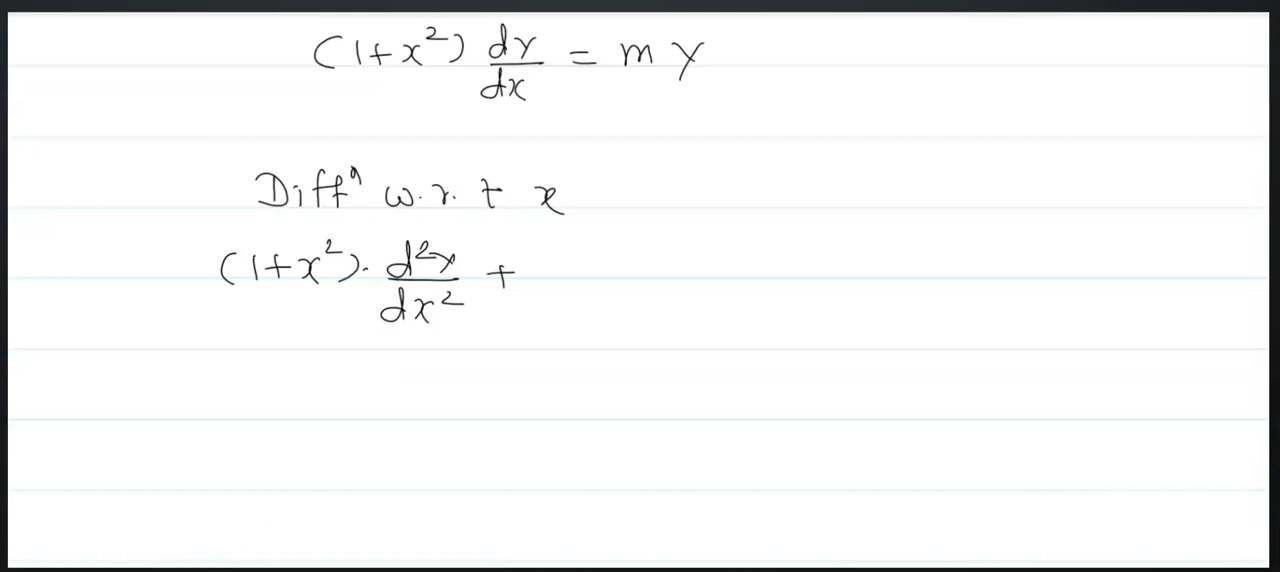 (1+x²) dy/dx = my
Diffⁿ w.r.t x
(1+x²). d²y/dx² +